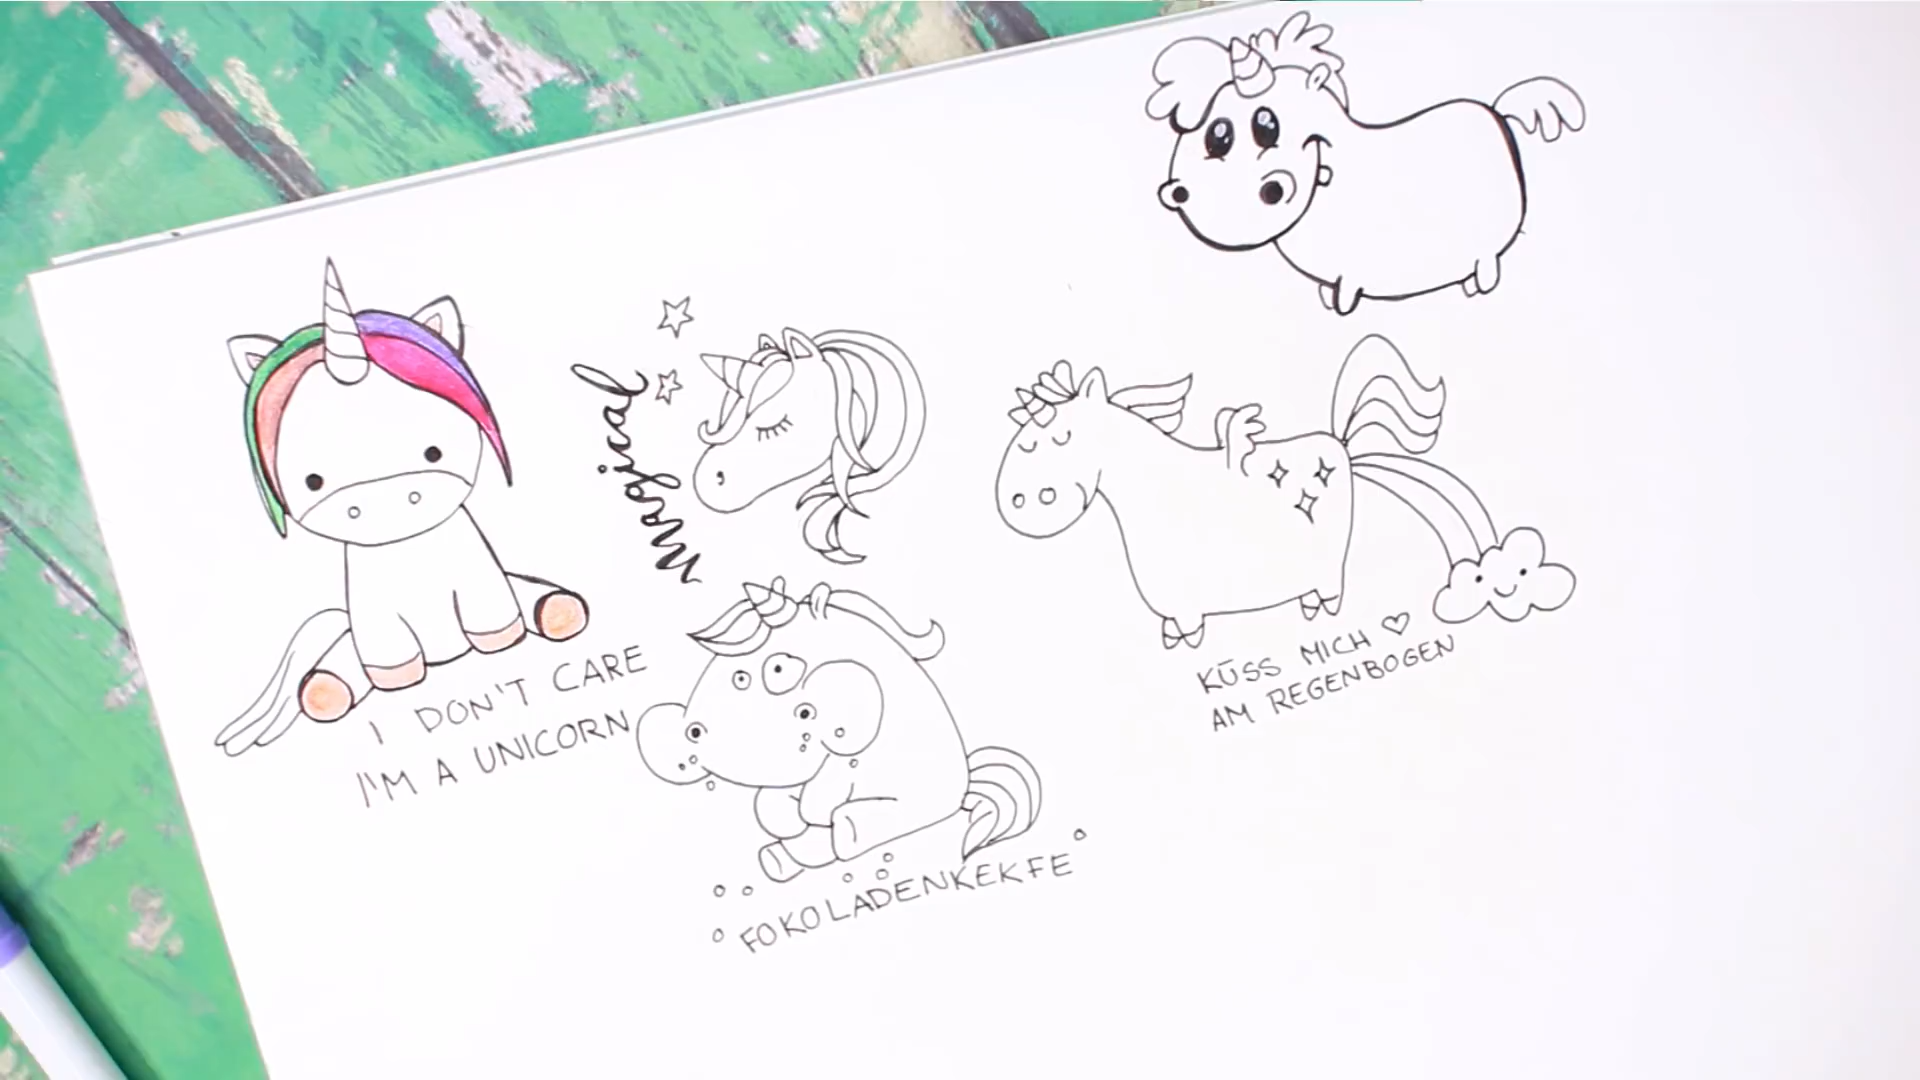 I DON'T CARE
I'M A UNICORN
magical
FOKOLADENKEKFE
KÜSS MICH ♡
AM REGENBOGEN